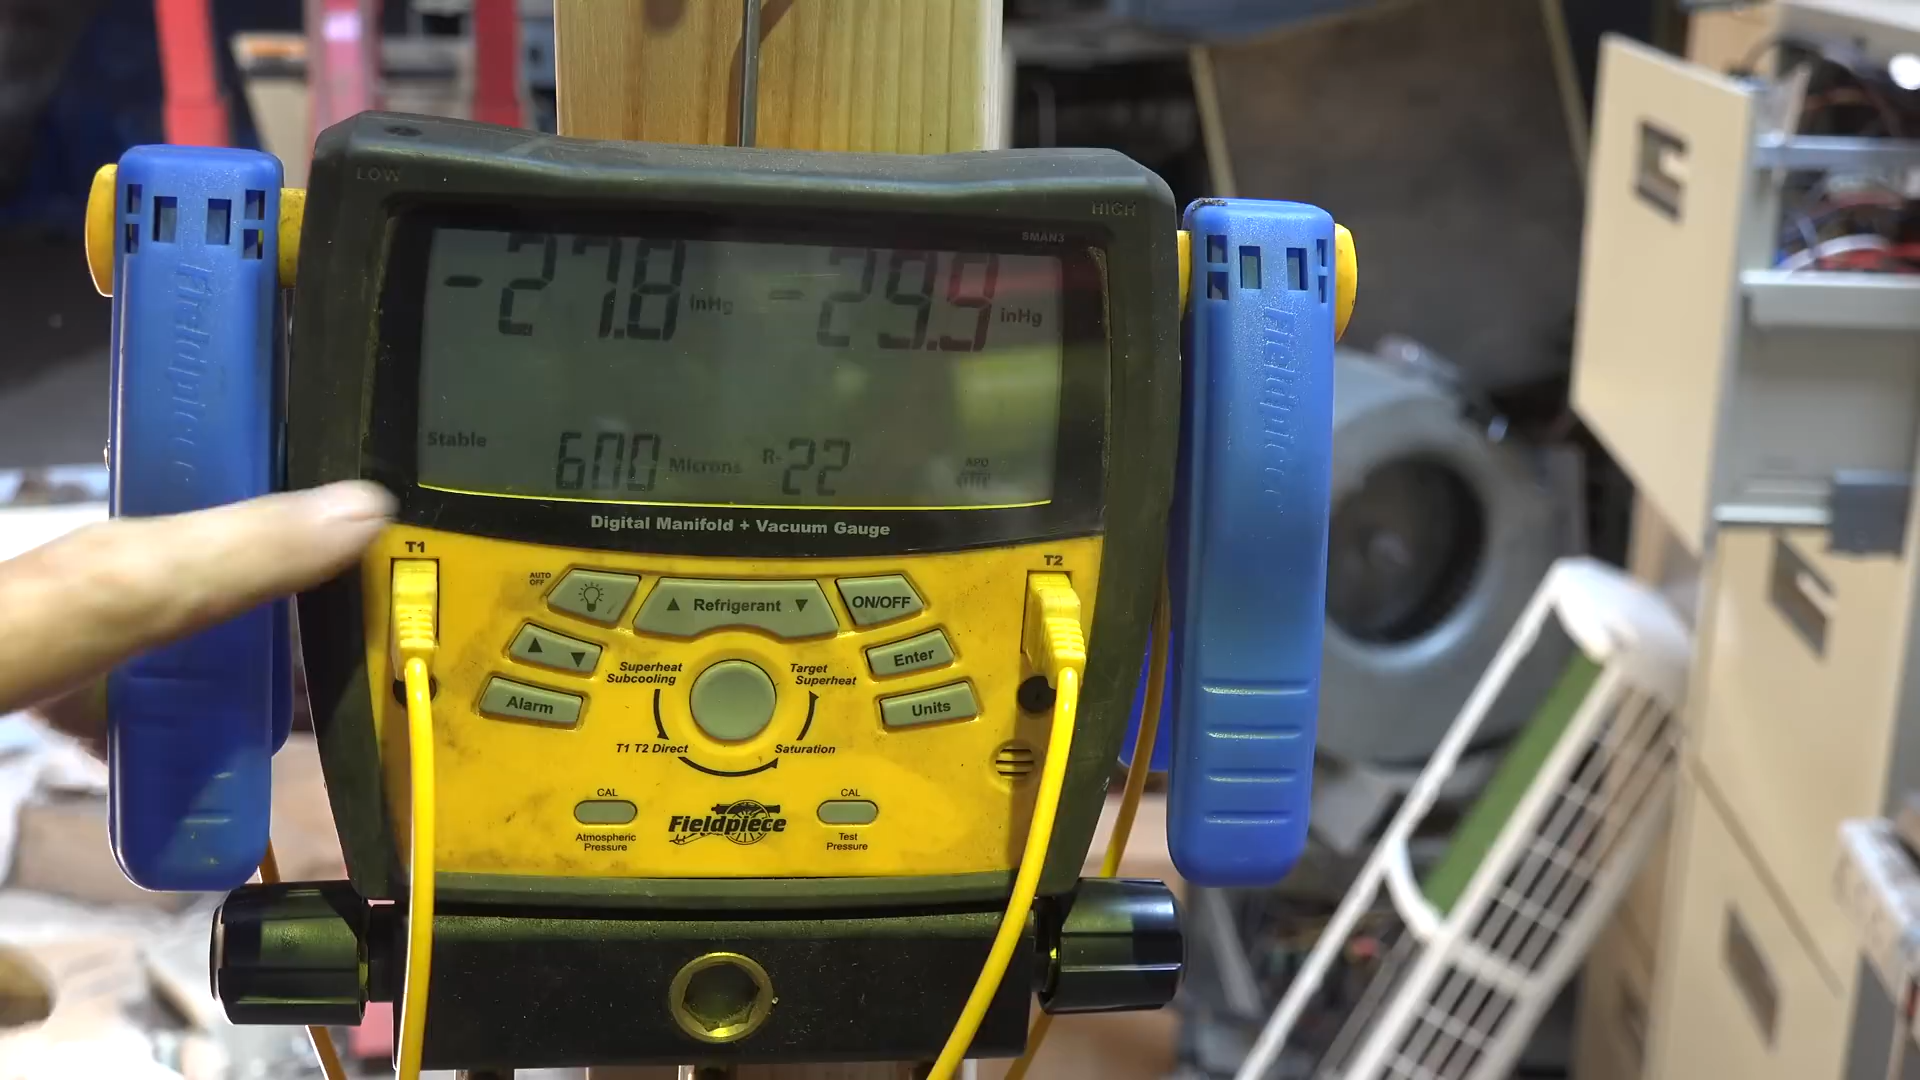 LOW
HIGH
SMAN3
-27.8 inHg -29.9 inHg
Stable 600 Microns R-22 APO
Digital Manifold + Vacuum Gauge
T1
T2
AUTO
OFF
▲ Refrigerant ▼
ON/OFF
▲ ▼
Enter
Alarm
Units
Superheat
Subcooling
Target
Superheat
T1 T2 Direct
Saturation
CAL
Atmospheric
Pressure
Fieldpiece
CAL
Test
Pressure
Fieldpiece
Fieldpiece